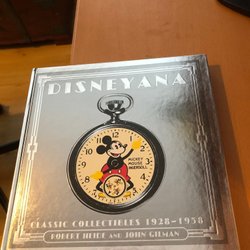 DISNEYANA
MICKEY
MOUSE
INGERSOLL
CLASSIC COLLECTIBLES 1928-1958
ROBERT HEIDE AND JOHN GILMAN